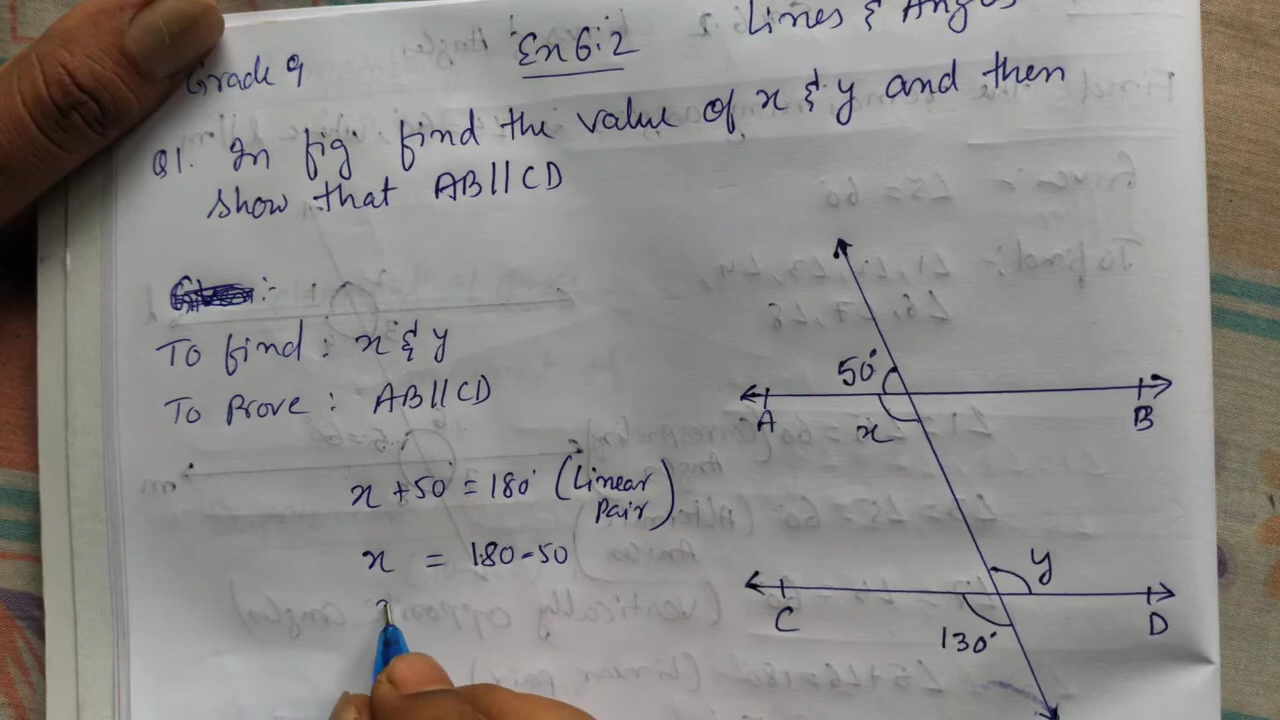 Lines & Angles
Grade 9
Ex 6.2
Q1. In fig find the value of x & y and then
show that AB||CD
To find : x & y
To Prove : AB||CD
x + 50 = 180° (Linear
Pair)
x = 180 - 50
50°
A
B
x
y
C
D
130°